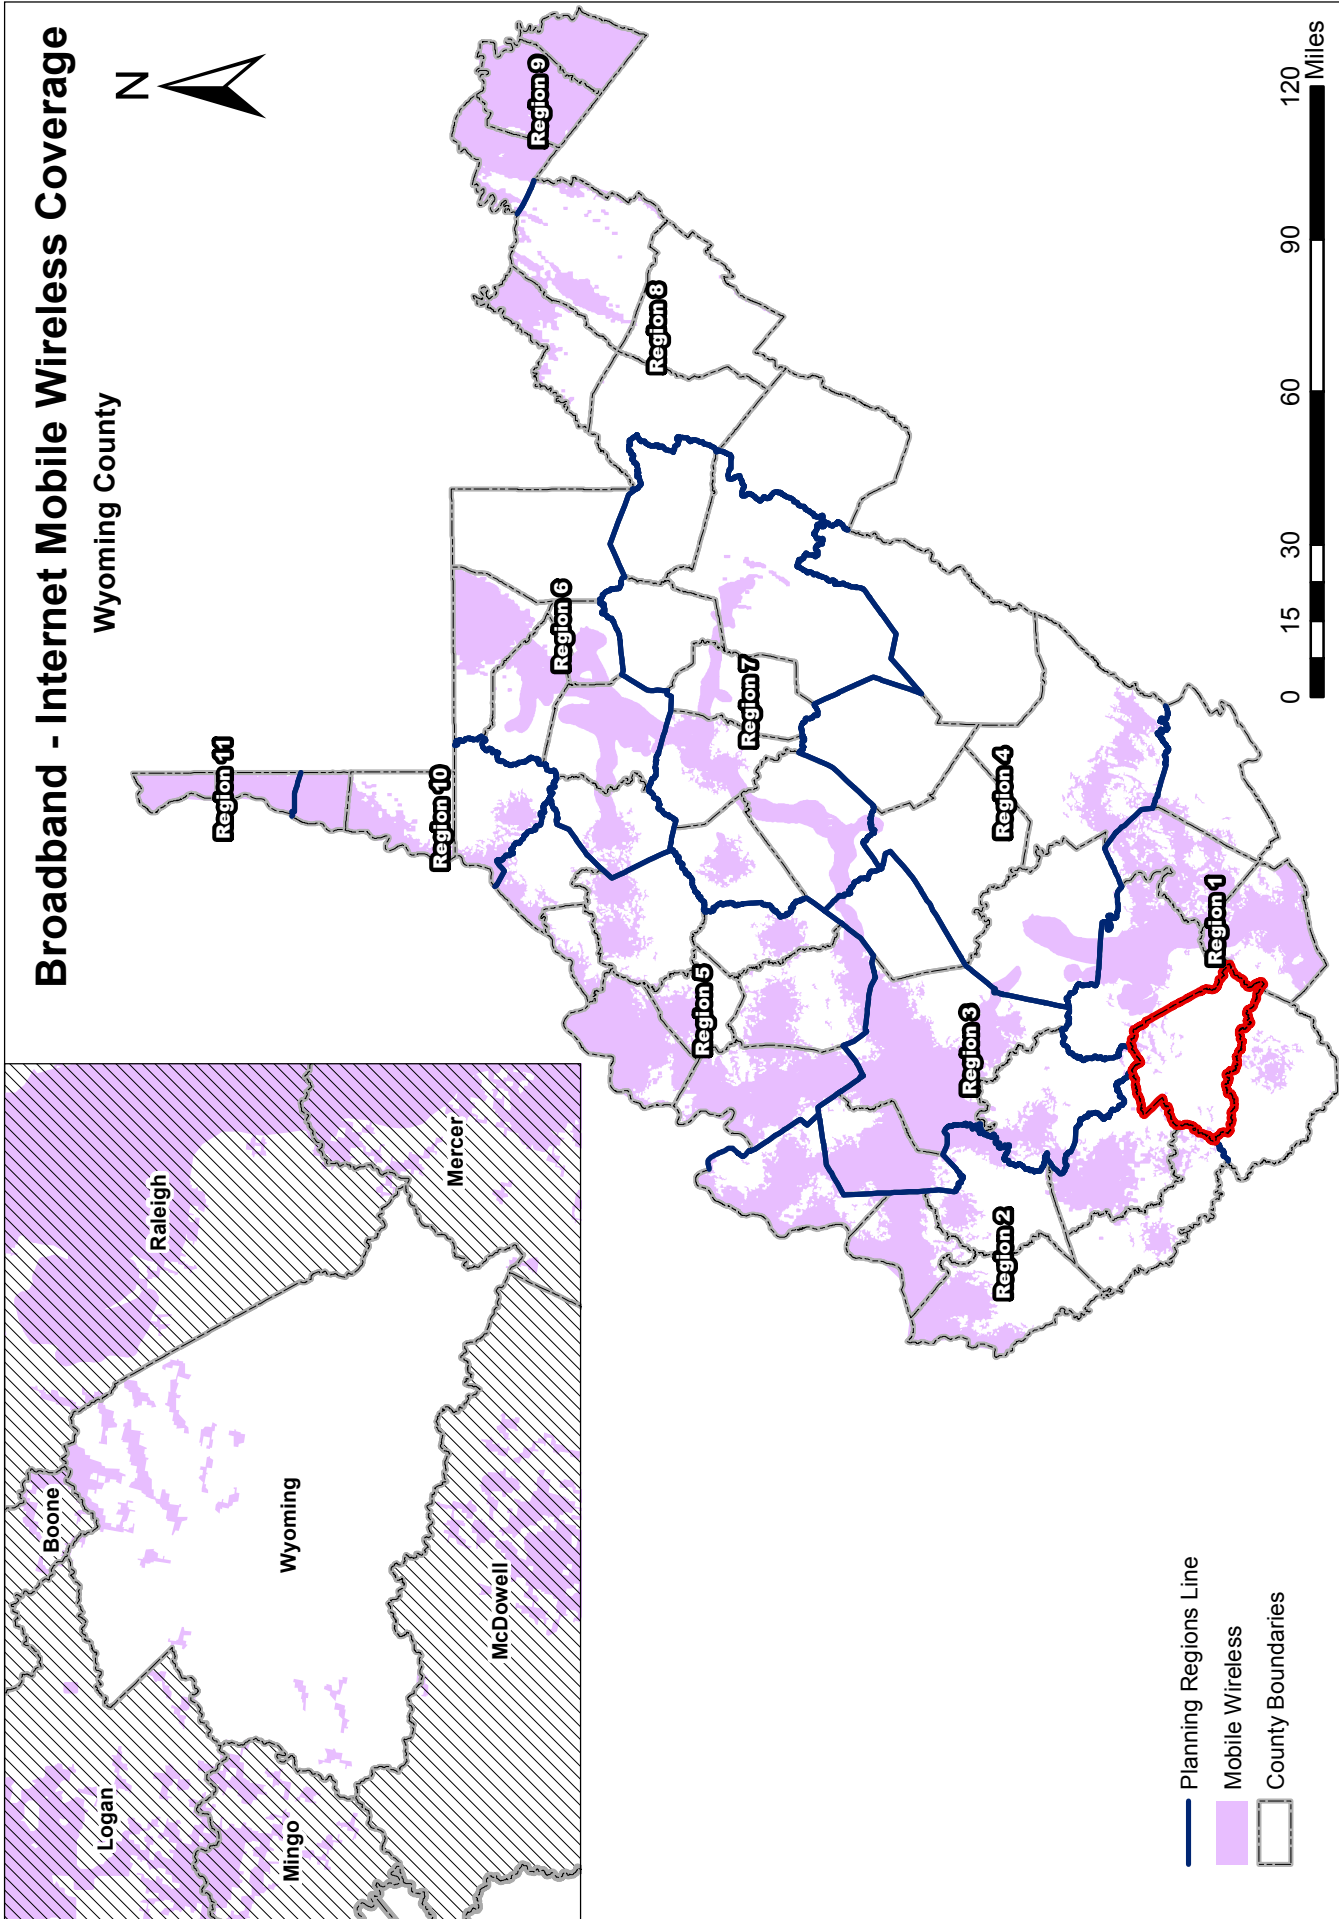 Broadband - Internet Mobile Wireless Coverage
Wyoming County
N
Raleigh
Boone
Logan
Wyoming
Mercer
Mingo
McDowell
Region 11
Region 10
Region 9
Region 6
Region 8
Region 5
Region 7
Region 3
Region 4
Region 2
Region 1
Planning Regions Line
Mobile Wireless
County Boundaries
0 15 30 60 90 120
Miles